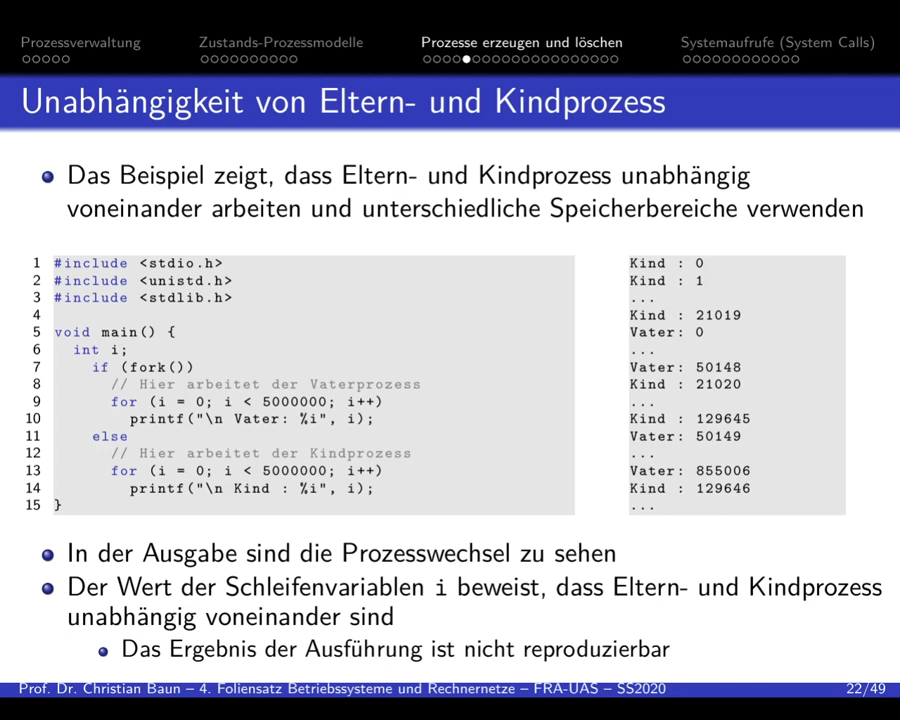 Prozessverwaltung Zustands-Prozessmodelle Prozesse erzeugen und löschen Systemaufrufe (System Calls)
Unabhängigkeit von Eltern- und Kindprozess
Das Beispiel zeigt, dass Eltern- und Kindprozess unabhängig
voneinander arbeiten und unterschiedliche Speicherbereiche verwenden
1 #include <stdio.h>
2 #include <unistd.h>
3 #include <stdlib.h>
4
5 void main() {
6 int i;
7 if (fork())
8 // Hier arbeitet der Vaterprozess
9 for (i = 0; i < 5000000; i++)
10 printf("\n Vater: %i", i);
11 else
12 // Hier arbeitet der Kindprozess
13 for (i = 0; i < 5000000; i++)
14 printf("\n Kind : %i", i);
15 }
Kind : 0
Kind : 1
...
Kind : 21019
Vater: 0
...
Vater: 50148
Kind : 21020
...
Kind : 129645
Vater: 50149
...
Vater: 855006
Kind : 129646
...
In der Ausgabe sind die Prozesswechsel zu sehen
Der Wert der Schleifenvariablen i beweist, dass Eltern- und Kindprozess
unabhängig voneinander sind
Das Ergebnis der Ausführung ist nicht reproduzierbar
Prof. Dr. Christian Baun – 4. Foliensatz Betriebssysteme und Rechnernetze – FRA-UAS – SS2020 22/49